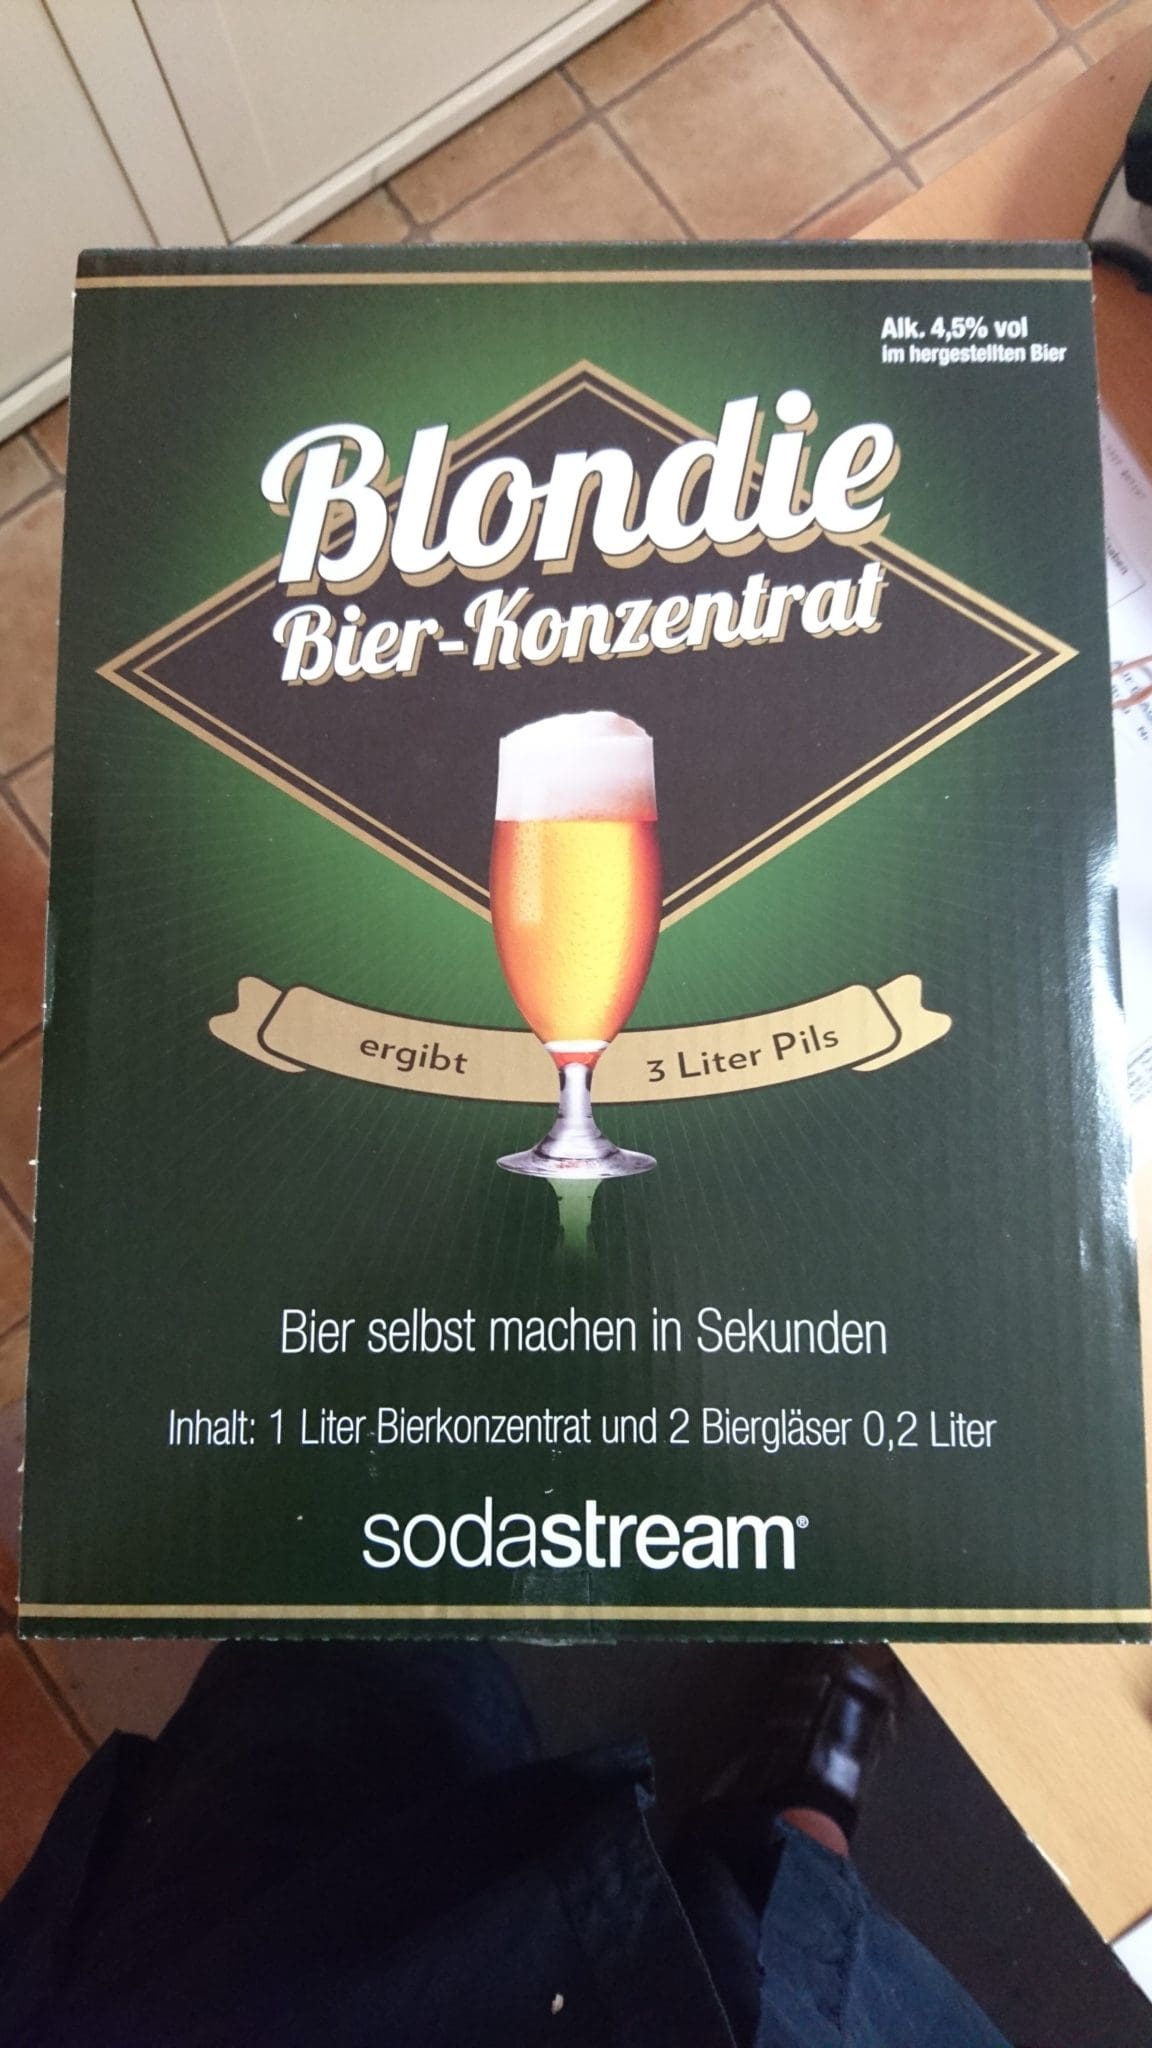 Alk. 4,5% vol
im hergestellten Bier
Blondie
Bier-Konzentrat
ergibt 3 Liter Pils
Bier selbst machen in Sekunden
Inhalt: 1 Liter Bierkonzentrat und 2 Biergläser 0,2 Liter
sodastream®